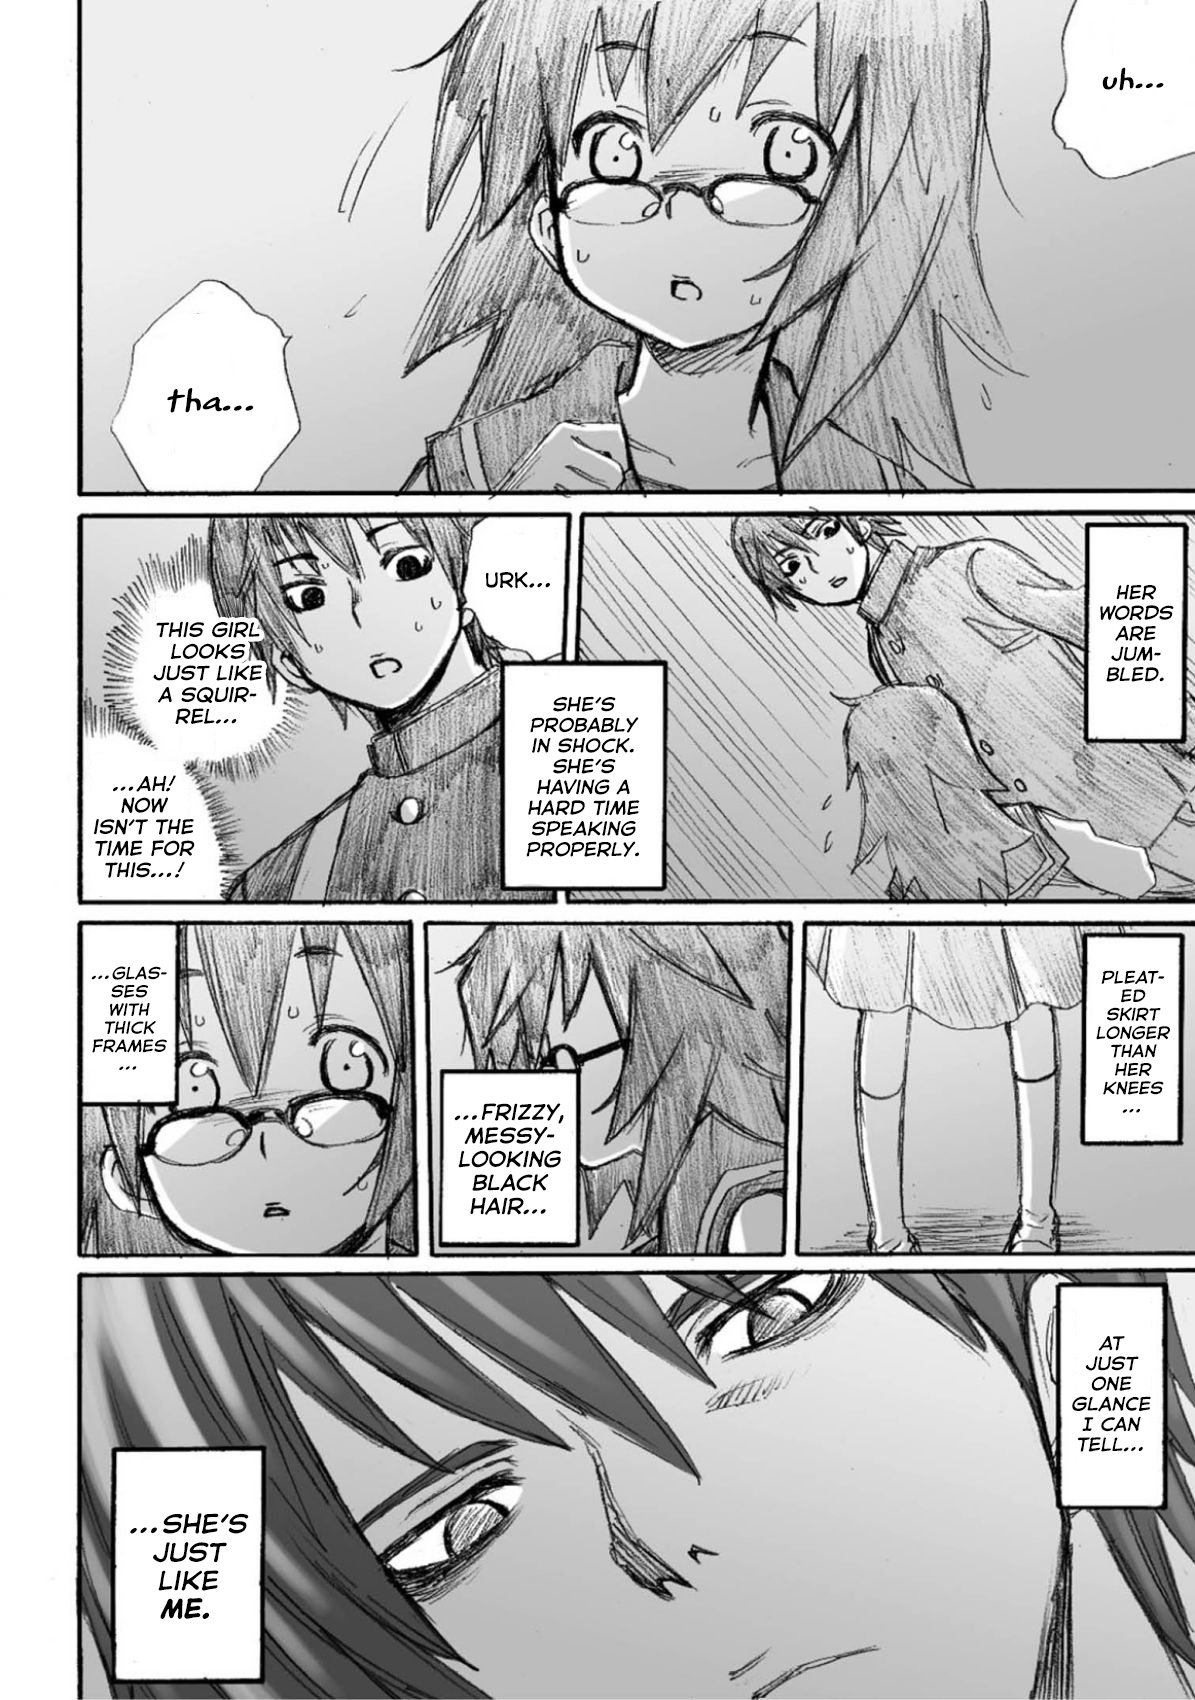 uh...
tha...
HER
WORDS
ARE
JUM-
BLED.
SHE'S
PROBABLY
IN SHOCK.
SHE'S
HAVING A
HARD TIME
SPEAKING
PROPERLY.
URK...
THIS GIRL
LOOKS
JUST LIKE
A SQUIR-
REL...
...AH!
NOW
ISN'T THE
TIME FOR
THIS...!
PLEAT-
ED
SKIRT
LONGER
THAN
HER
KNEES
...
...FRIZZY,
MESSY-
LOOKING
BLACK
HAIR...
...GLAS-
SES
WITH
THICK
FRAMES
...
AT
JUST
ONE
GLANCE
I CAN
TELL...
...SHE'S
JUST
LIKE
ME.